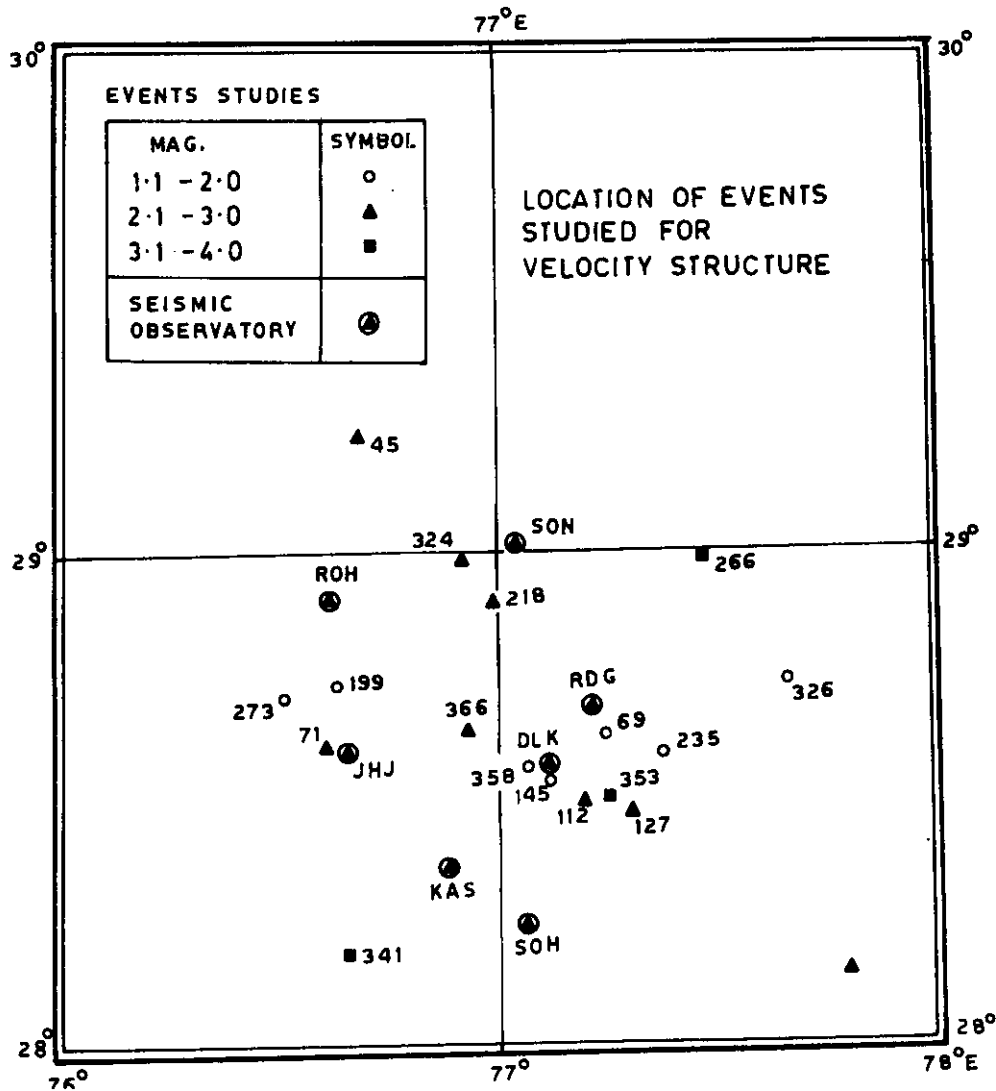 77°E
30°
30°
EVENTS STUDIES
MAG. SYMBOL
1·1 - 2·0
2·1 - 3·0
3·1 - 4·0
SEISMIC
OBSERVATORY
LOCATION OF EVENTS
STUDIED FOR
VELOCITY STRUCTURE
45
SON
324
29°
29°
266
ROH
218
199
RDG
326
273
366
69
71
DLK
235
JHJ
358
353
145
112
127
KAS
SOH
341
28°
28°
76°
77°
78°E